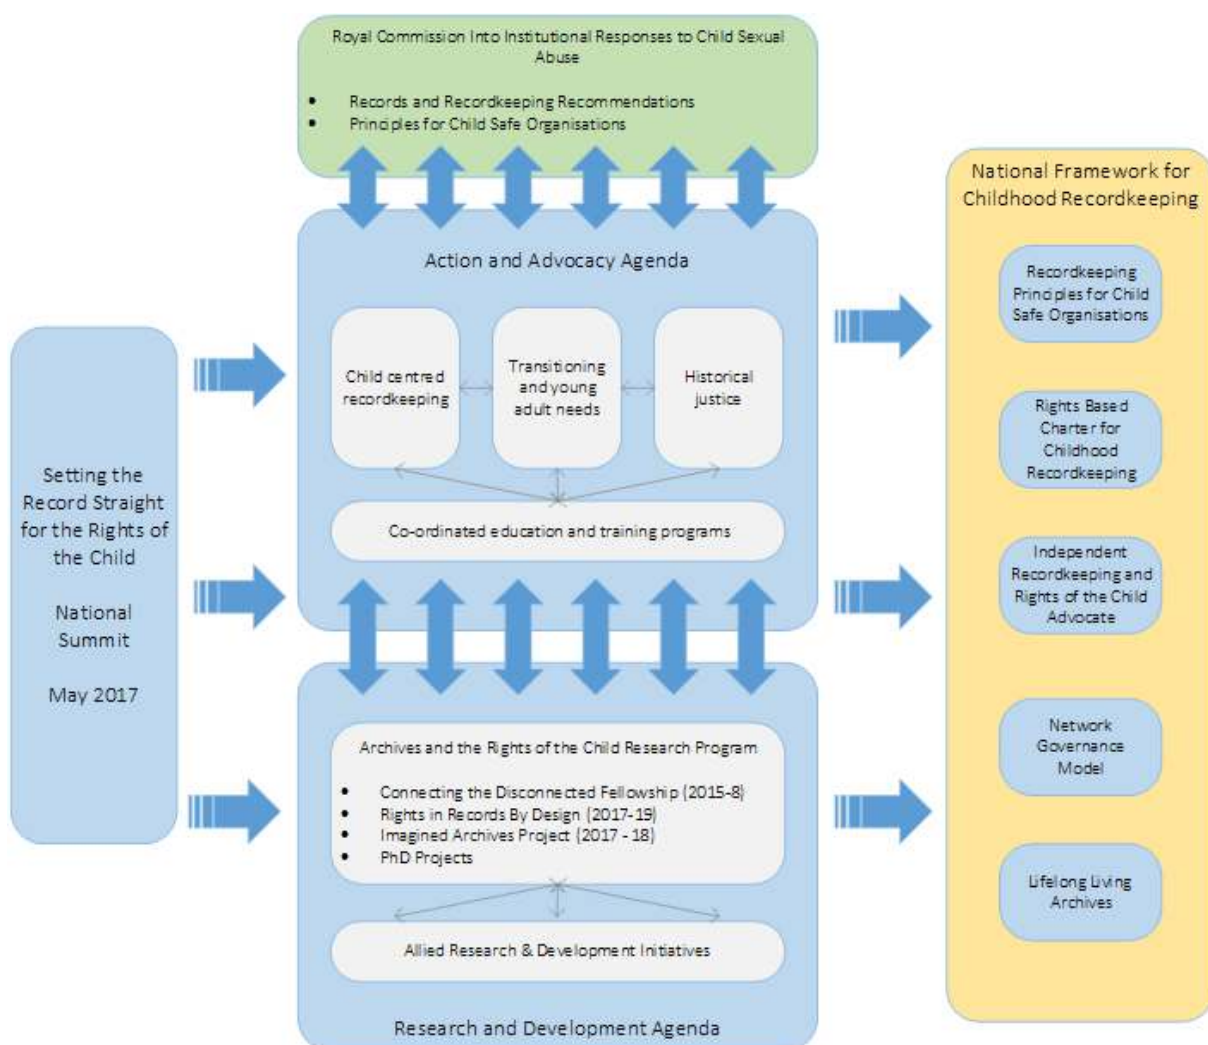 Royal Commission Into Institutional Responses to Child Sexual
Abuse
• Records and Recordkeeping Recommendations
• Principles for Child Safe Organisations
Action and Advocacy Agenda
Child centred
recordkeeping
Transitioning
and young
adult needs
Historical
justice
Co-ordinated education and training programs
Setting the
Record Straight
for the Rights of
the Child
National
Summit
May 2017
Archives and the Rights of the Child Research Program
• Connecting the Disconnected Fellowship (2015-8)
• Rights in Records By Design (2017-19)
• Imagined Archives Project (2017 - 18)
• PhD Projects
Allied Research & Development Initiatives
Research and Development Agenda
National Framework for
Childhood Recordkeeping
Recordkeeping
Principles for Child
Safe Organisations
Rights Based
Charter for
Childhood
Recordkeeping
Independent
Recordkeeping and
Rights of the Child
Advocate
Network
Governance
Model
Lifelong Living
Archives